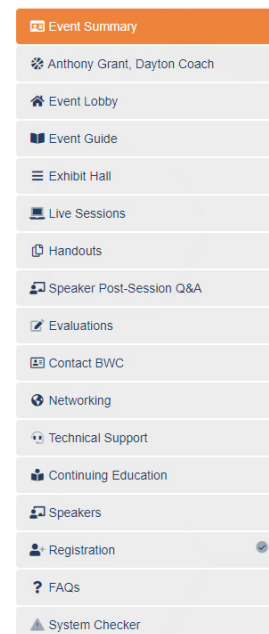 Event Summary
Anthony Grant, Dayton Coach
Event Lobby
Event Guide
Exhibit Hall
Live Sessions
Handouts
Speaker Post-Session Q&A
Evaluations
Contact BWC
Networking
Technical Support
Continuing Education
Speakers
Registration
FAQs
System Checker